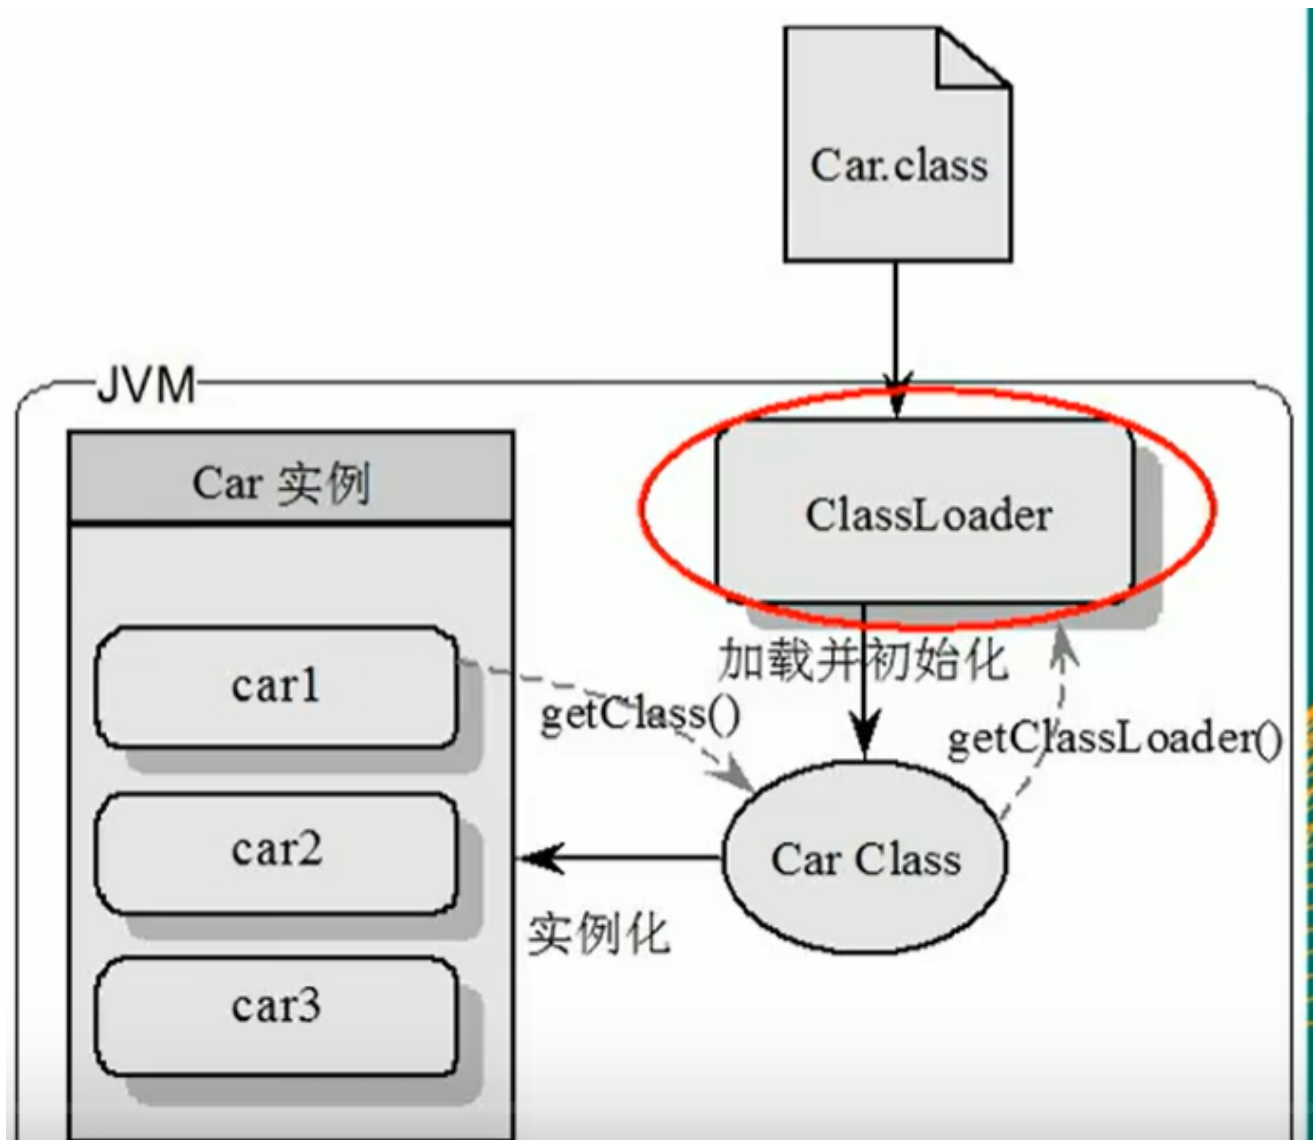 Car.class
JVM
Car 实例
ClassLoader
加载并初始化
car1
getClass()
getClassLoader()
car2
Car Class
实例化
car3